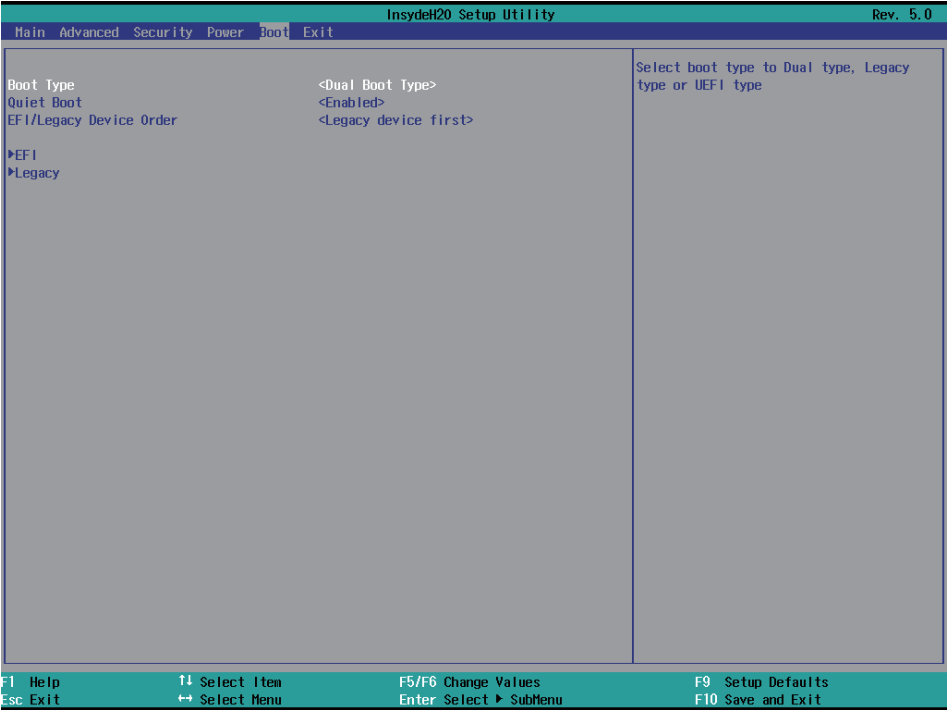 InsydeH20 Setup Utility Rev. 5.0
Main Advanced Security Power Boot Exit
Boot Type <Dual Boot Type>
Quiet Boot <Enabled>
EFI/Legacy Device Order <Legacy device first>
▶EFI
▶Legacy
Select boot type to Dual type, Legacy
type or UEFI type
F1 Help ↑↓ Select Item F5/F6 Change Values F9 Setup Defaults
Esc Exit ←→ Select Menu Enter Select ▶ SubMenu F10 Save and Exit